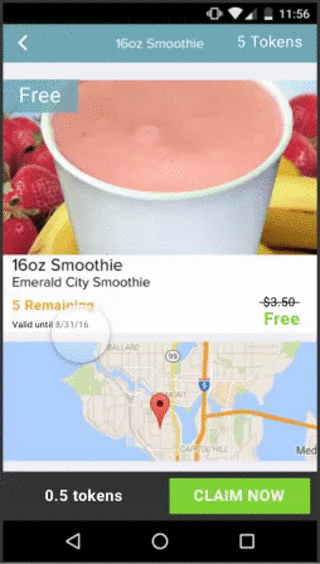 11:56
16oz Smoothie 5 Tokens
Free
16oz Smoothie
Emerald City Smoothie
5 Remaining $3.50
Valid until 8/31/16 Free
BALLARD
99
5
CAPITOL HILL
Med
0.5 tokens CLAIM NOW